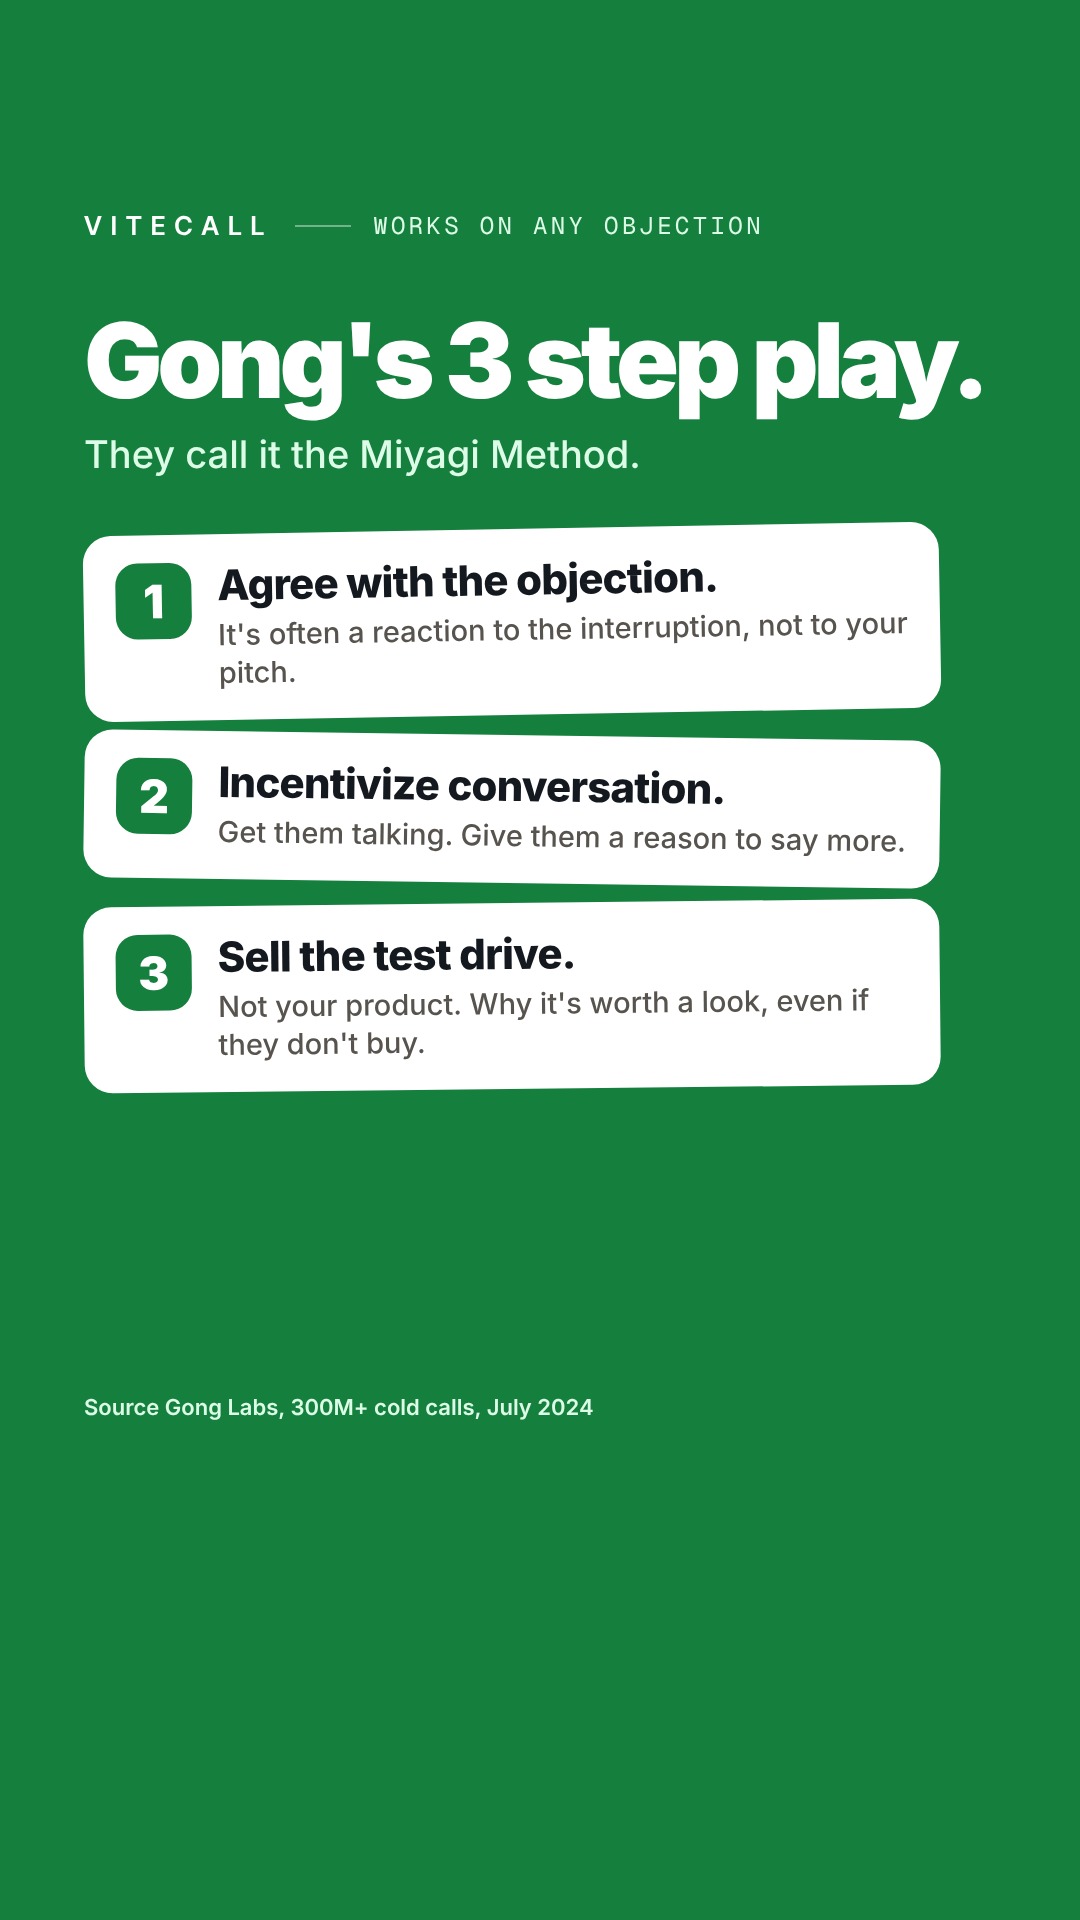 VITECALL — WORKS ON ANY OBJECTION
Gong's 3 step play.
They call it the Miyagi Method.
1 Agree with the objection.
It's often a reaction to the interruption, not to your
pitch.
2 Incentivize conversation.
Get them talking. Give them a reason to say more.
3 Sell the test drive.
Not your product. Why it's worth a look, even if
they don't buy.
Source Gong Labs, 300M+ cold calls, July 2024